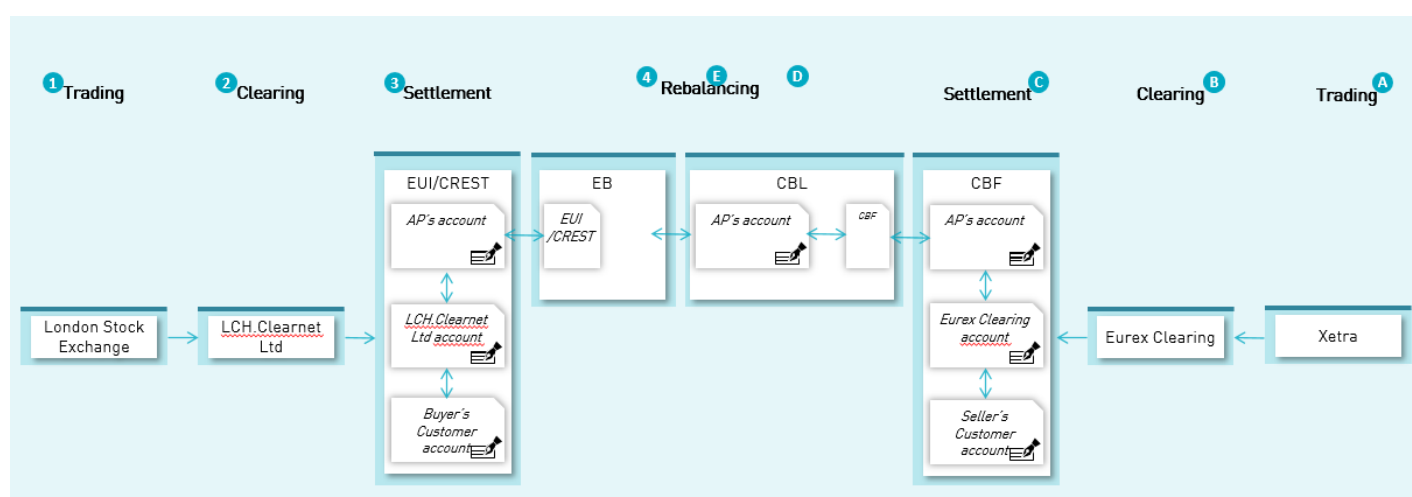 1 Trading
2 Clearing
3 Settlement
4 E D
Rebalancing
Settlement C
Clearing B
Trading A
EUI/CREST
AP´s account
LCH.Clearnet
Ltd account
Buyer´s
Customer
account
EB
EUI
/CREST
CBL
AP´s account
CBF
CBF
AP´s account
Eurex Clearing
account
Seller´s
Customer
account
London Stock
Exchange
LCH.Clearnet
Ltd
Eurex Clearing
Xetra